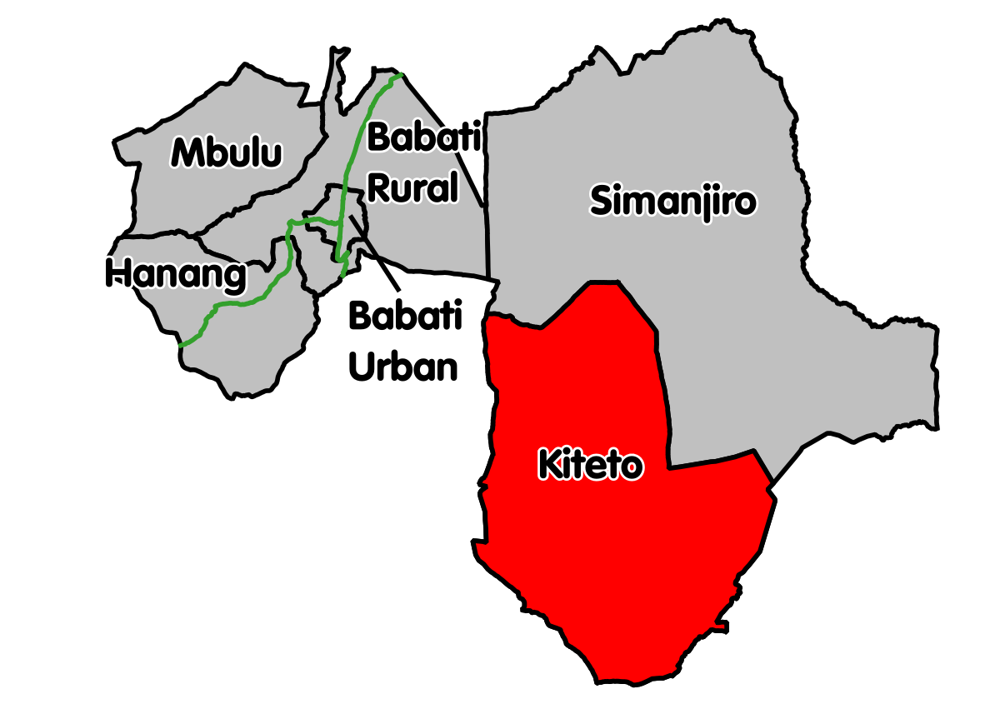 Mbulu
Babati
Rural
Simanjiro
Hanang
Babati
Urban
Kiteto